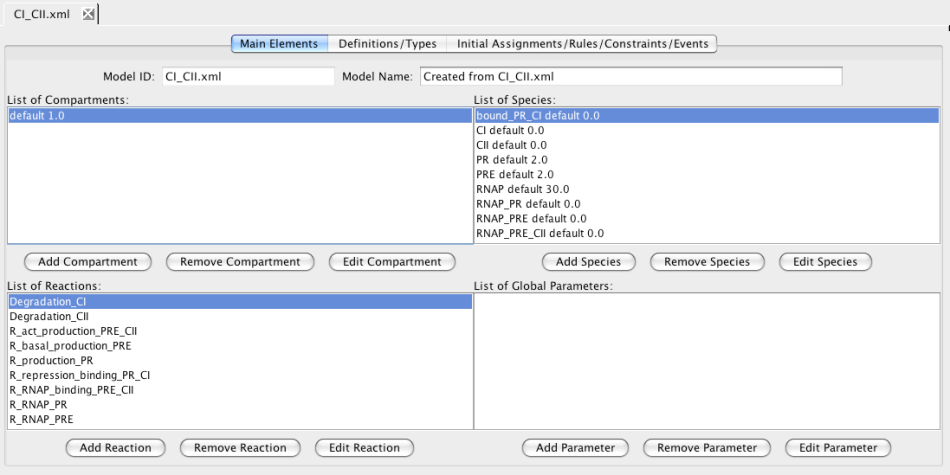 CI_CII.xml
Main Elements Definitions/Types Initial Assignments/Rules/Constraints/Events
Model ID: CI_CII.xml Model Name: Created from CI_CII.xml
List of Compartments:
default 1.0
List of Species:
bound_PR_CI default 0.0
CI default 0.0
CII default 0.0
PR default 2.0
PRE default 2.0
RNAP default 30.0
RNAP_PR default 0.0
RNAP_PRE default 0.0
RNAP_PRE_CII default 0.0
Add Compartment Remove Compartment Edit Compartment
Add Species Remove Species Edit Species
List of Reactions:
Degradation_CI
Degradation_CII
R_act_production_PRE_CII
R_basal_production_PRE
R_production_PR
R_repression_binding_PR_CI
R_RNAP_binding_PRE_CII
R_RNAP_PR
R_RNAP_PRE
List of Global Parameters:
Add Reaction Remove Reaction Edit Reaction
Add Parameter Remove Parameter Edit Parameter